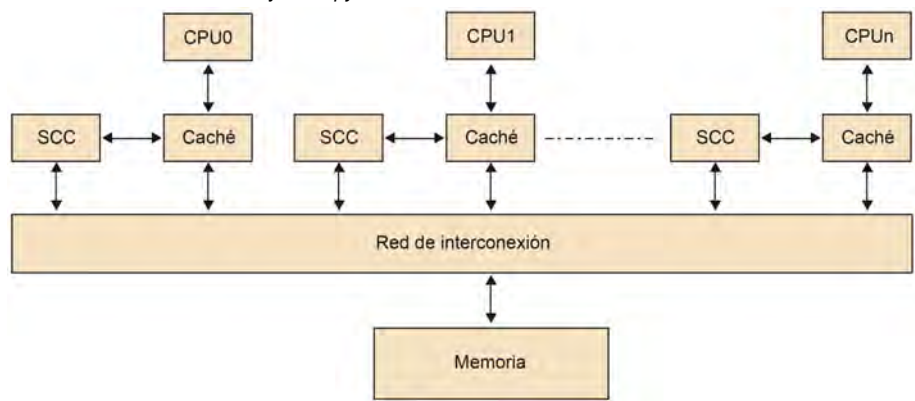 CPU0
CPU1
CPUn
SCC
Caché
SCC
Caché
SCC
Caché
Red de interconexión
Memoria